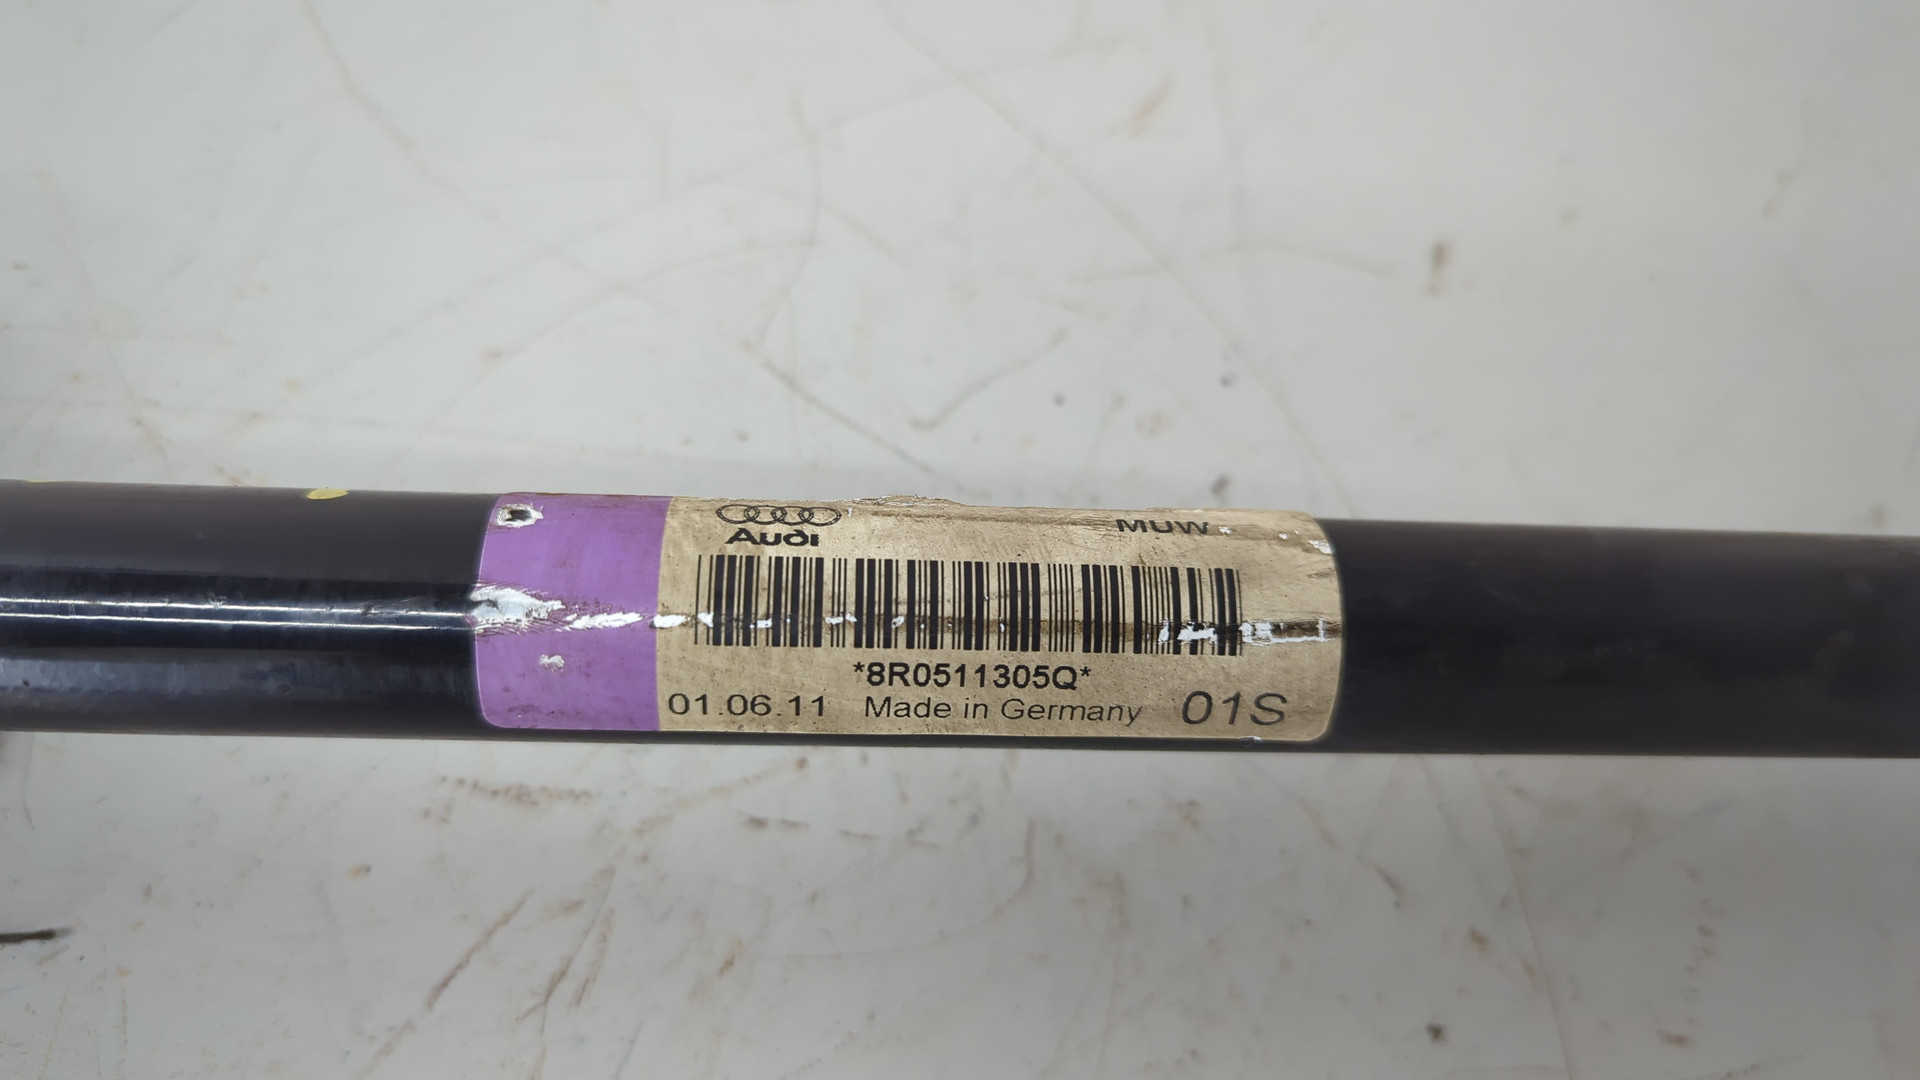 Audi MUW
*8R0511305Q*
01.06.11 Made in Germany 01S